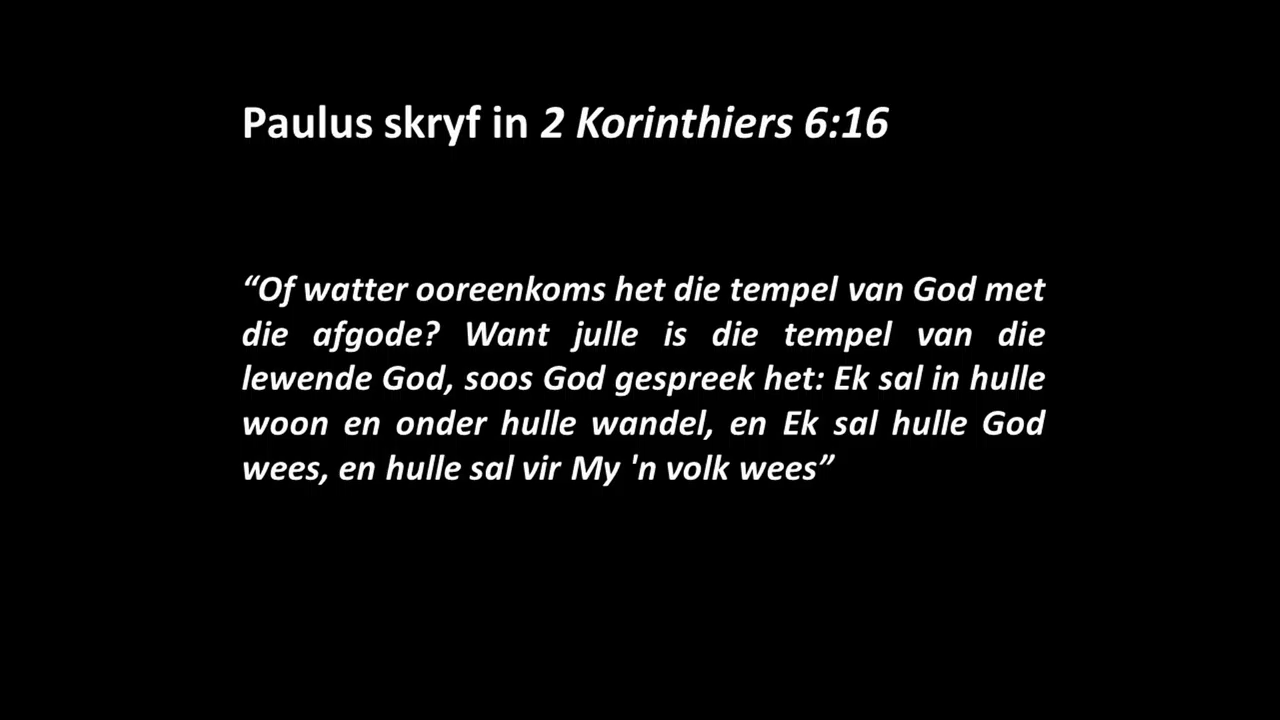 Paulus skryf in 2 Korinthiers 6:16
“Of watter ooreenkoms het die tempel van God met
die afgode? Want julle is die tempel van die
lewende God, soos God gespreek het: Ek sal in hulle
woon en onder hulle wandel, en Ek sal hulle God
wees, en hulle sal vir My 'n volk wees”